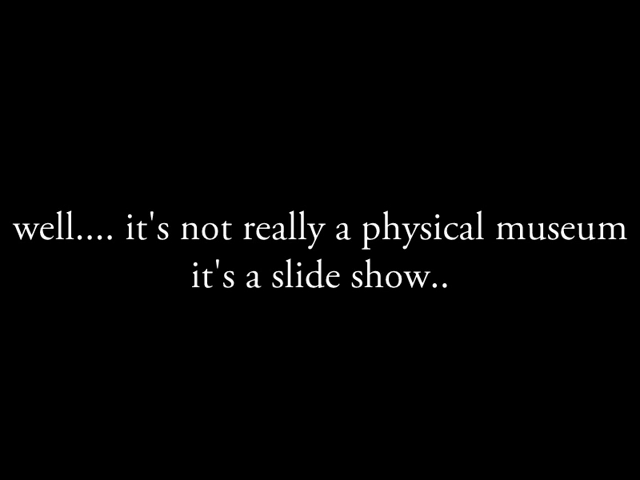 well.... it's not really a physical museum
it's a slide show..